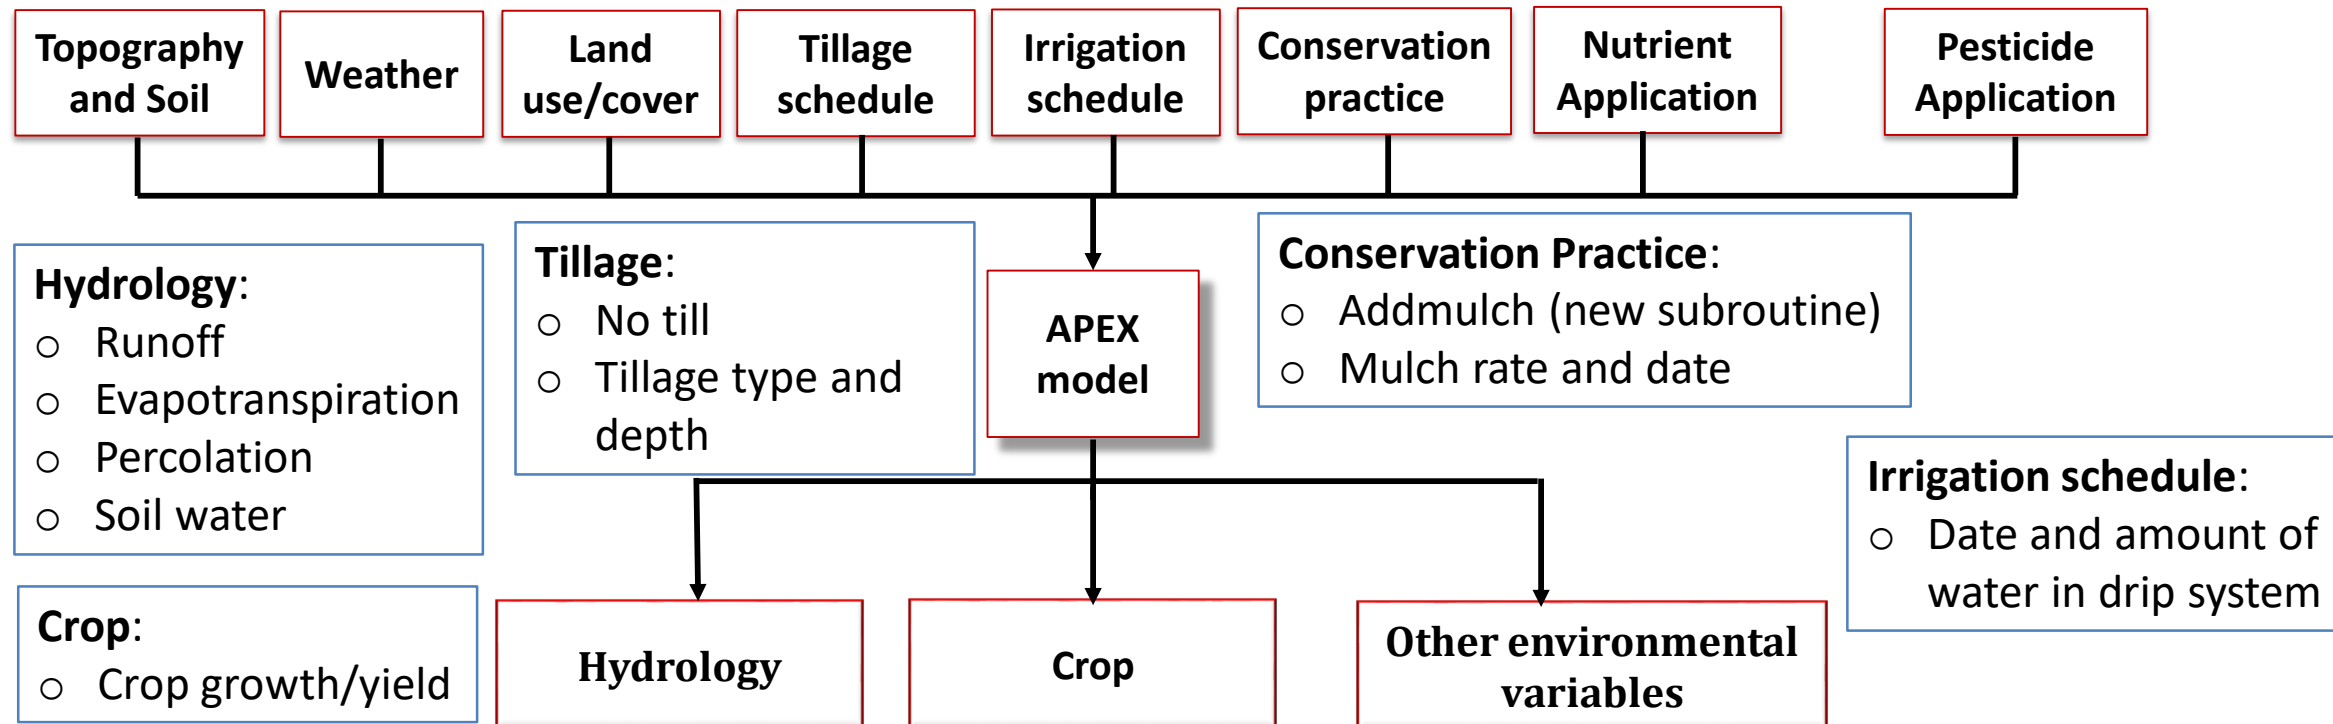 Topography
and Soil
Weather
Land
use/cover
Tillage
schedule
Irrigation
schedule
Conservation
practice
Nutrient
Application
Pesticide
Application
Hydrology:
○ Runoff
○ Evapotranspiration
○ Percolation
○ Soil water
Tillage:
○ No till
○ Tillage type and
depth
APEX
model
Conservation Practice:
○ Addmulch (new subroutine)
○ Mulch rate and date
Irrigation schedule:
○ Date and amount of
water in drip system
Crop:
○ Crop growth/yield
Hydrology
Crop
Other environmental
variables